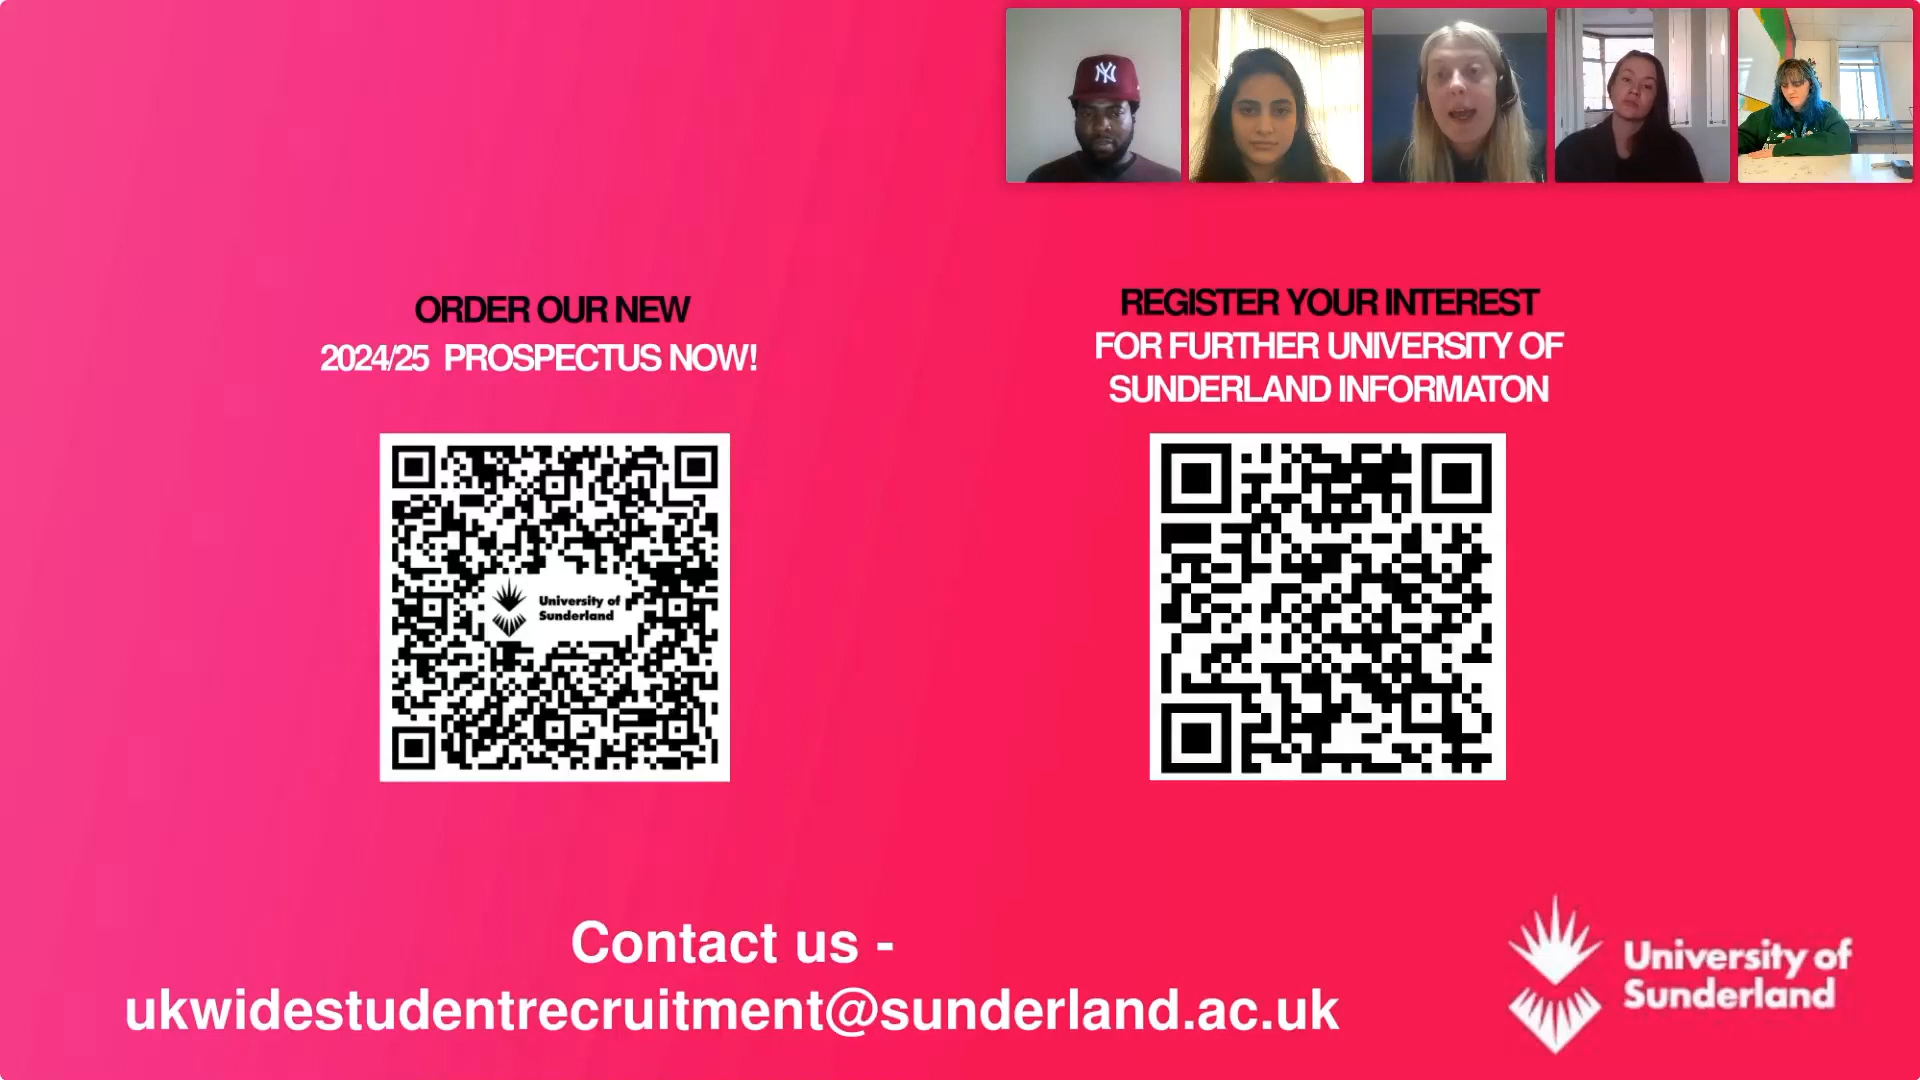 NY
ORDER OUR NEW
2024/25 PROSPECTUS NOW!
University of
Sunderland
REGISTER YOUR INTEREST
FOR FURTHER UNIVERSITY OF
SUNDERLAND INFORMATON
Contact us -
ukwidestudentrecruitment@sunderland.ac.uk
University of
Sunderland